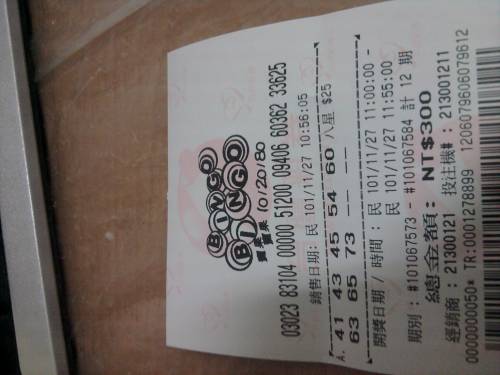 BINGO
BINGO
賓果
賓果
10/20/80
03023 83104 00000 51200 09406 60362 33625
銷售日期: 民 101/11/27 10:56:05
A. 41 43 45 54 60 八星 $25
63 65 73 -- --
開獎日期 / 時間 : 民 101/11/27 11:00:00 -
民 101/11/27 11:55:00
期別 : #101067573 - #101067584 計 12 期
總金額: NT$300
經銷商 : 21300121 投注機# : 213001211
0000000050* TR:0001278899 1206079606079612